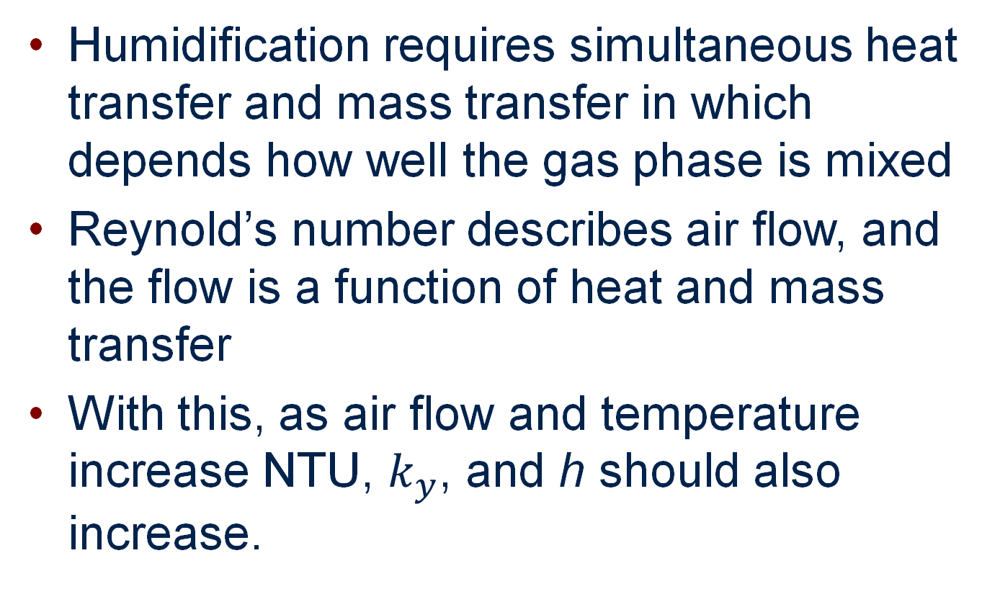 • Humidification requires simultaneous heat
transfer and mass transfer in which
depends how well the gas phase is mixed
• Reynold’s number describes air flow, and
the flow is a function of heat and mass
transfer
• With this, as air flow and temperature
increase NTU, k_y, and h should also
increase.